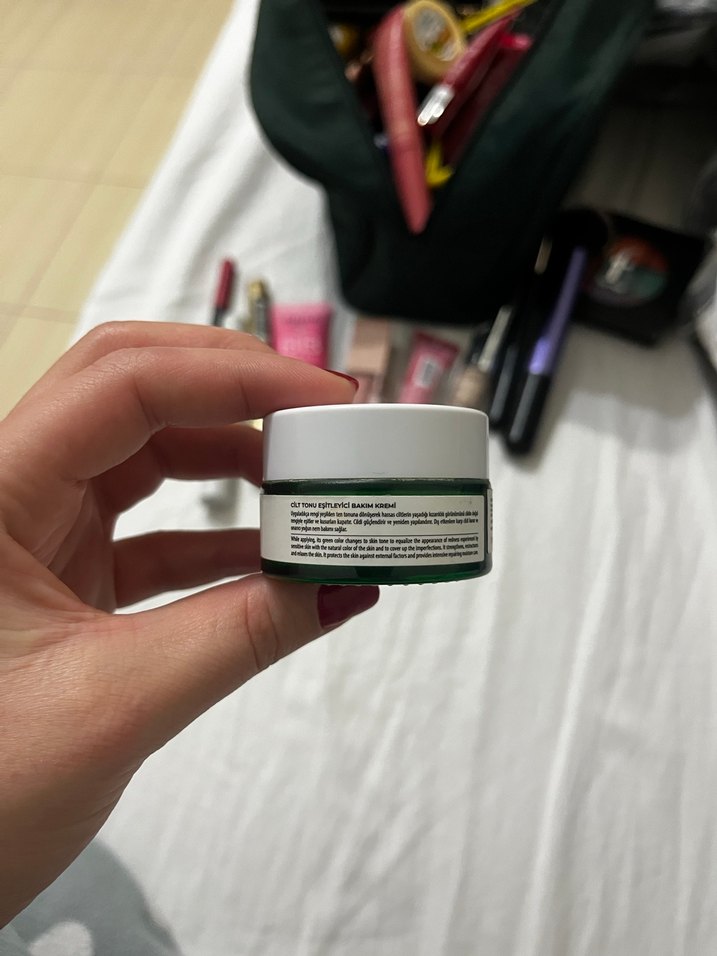 CİLT TONU EŞİTLEYİCİ BAKIM KREMİ
Uyguladıkça rengi yeşilden ten tonuna dönüşerek hassas ciltlerin yaşadığı kızarıklık görünümünü cildin doğal
rengiyle eşitler ve kusurları kapatır. Cildi güçlendirir ve yeniden yapılandırır. Dış etkenlere karşı cildi korur ve
onarıcı yoğun nem bakımı sağlar.
While applying, its green color changes to skin tone to equalize the appearance of redness experienced by
sensitive skin with the natural color of the skin and to cover up the imperfections. It strengthens, restructures
and relaxes the skin. It protects the skin against external factors and provides intensive repairing moisture care.